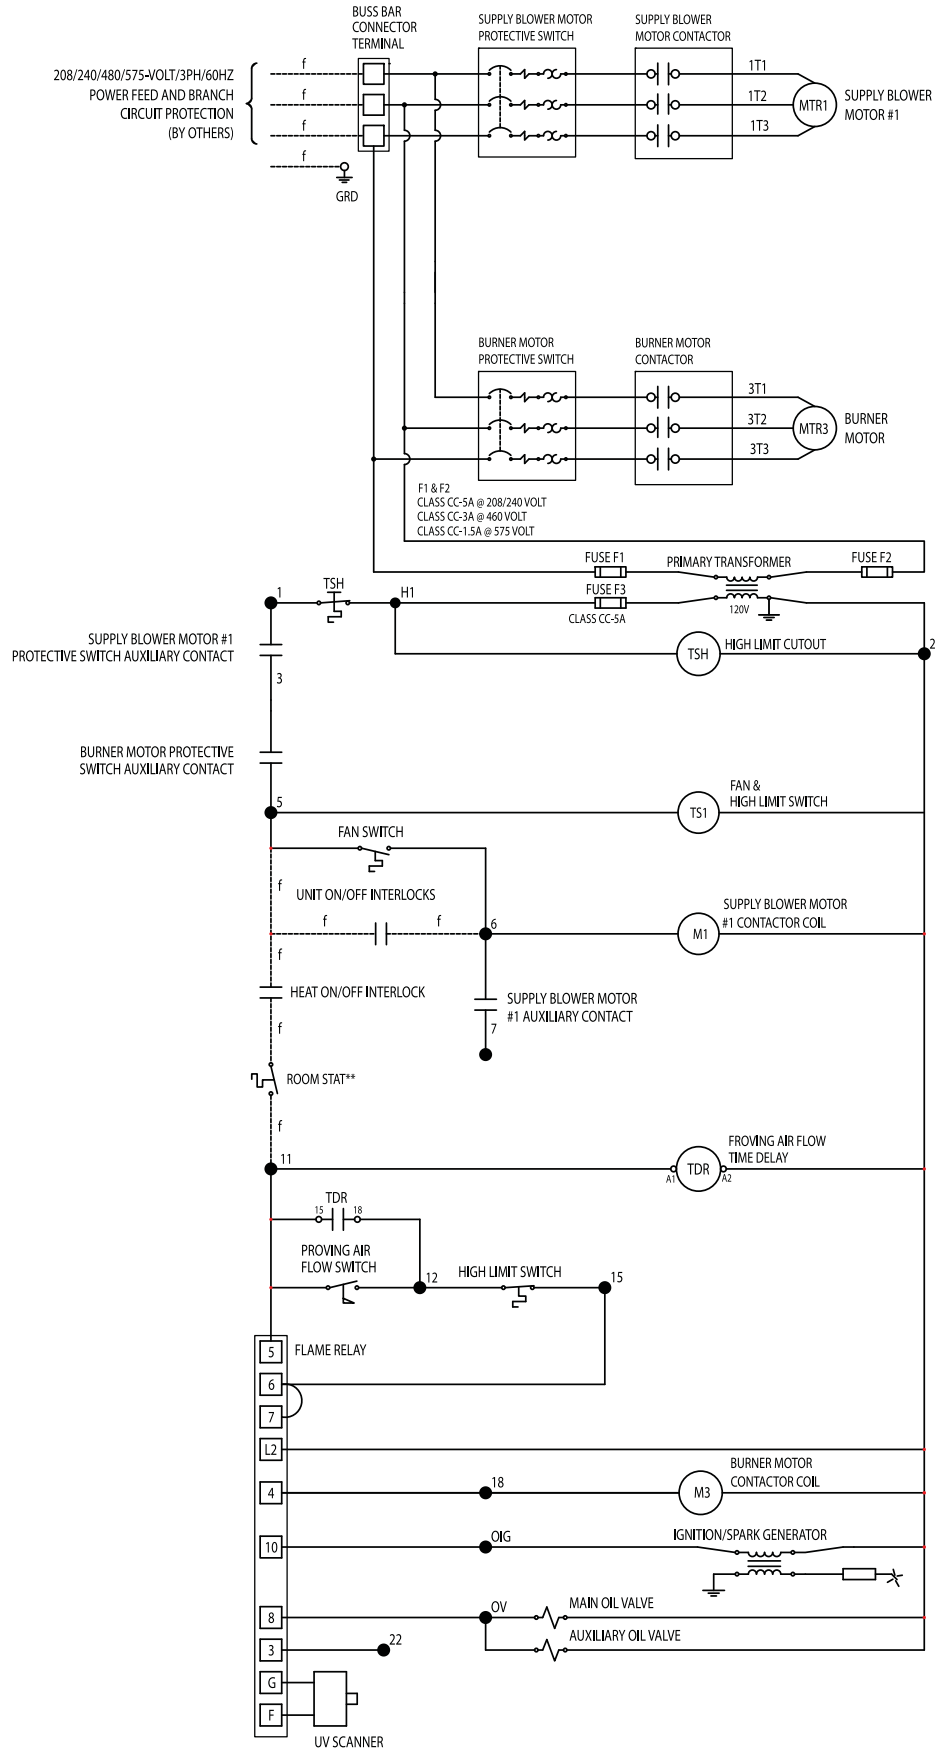 BUSS BAR
CONNECTOR
TERMINAL
SUPPLY BLOWER MOTOR
PROTECTIVE SWITCH
SUPPLY BLOWER
MOTOR CONTACTOR
208/240/480/575-VOLT/3PH/60HZ
POWER FEED AND BRANCH
CIRCUIT PROTECTION
(BY OTHERS)
f
f
f
f
GRD
1T1
1T2
1T3
MTR1
SUPPLY BLOWER
MOTOR #1
BURNER MOTOR
PROTECTIVE SWITCH
BURNER MOTOR
CONTACTOR
3T1
3T2
3T3
MTR3
BURNER
MOTOR
F1 & F2
CLASS CC-5A @ 208/240 VOLT
CLASS CC-3A @ 460 VOLT
CLASS CC-1.5A @ 575 VOLT
FUSE F1
PRIMARY TRANSFORMER
FUSE F2
1
TSH
H1
FUSE F3
CLASS CC-5A
120V
SUPPLY BLOWER MOTOR #1
PROTECTIVE SWITCH AUXILIARY CONTACT
TSH
HIGH LIMIT CUTOUT
2
3
BURNER MOTOR PROTECTIVE
SWITCH AUXILIARY CONTACT
5
TS1
FAN &
HIGH LIMIT SWITCH
FAN SWITCH
f
UNIT ON/OFF INTERLOCKS
f
f
6
M1
SUPPLY BLOWER MOTOR
#1 CONTACTOR COIL
f
HEAT ON/OFF INTERLOCK
SUPPLY BLOWER MOTOR
#1 AUXILIARY CONTACT
f
7
ROOM STAT**
f
11
A1
TDR
A2
FROVING AIR FLOW
TIME DELAY
TDR
15
18
PROVING AIR
FLOW SWITCH
12
HIGH LIMIT SWITCH
15
5
FLAME RELAY
6
7
L2
4
18
M3
BURNER MOTOR
CONTACTOR COIL
10
OIG
IGNITION/SPARK GENERATOR
8
OV
MAIN OIL VALVE
AUXILIARY OIL VALVE
3
22
G
F
UV SCANNER